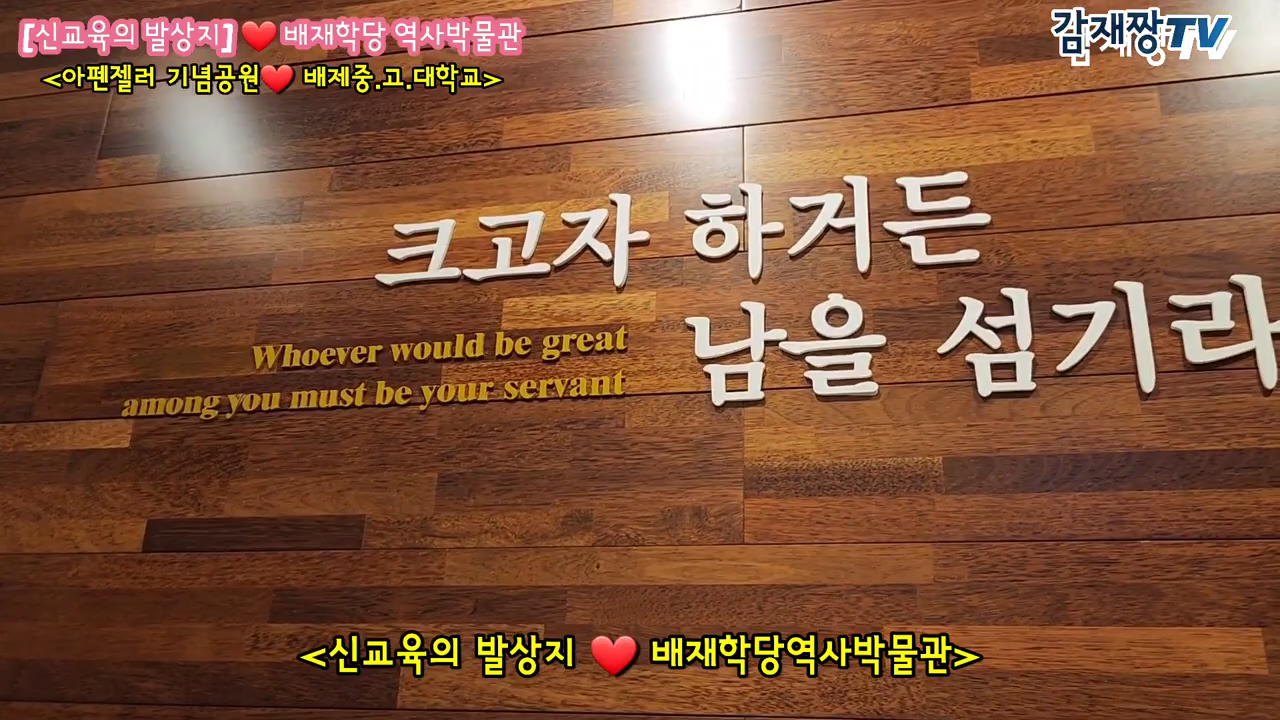 [신교육의 발상지]❤️배재학당 역사박물관
<아펜젤러 기념공원❤️ 배제중.고.대학교>
감재짱TV
크고자 하거든
남을 섬기라
Whoever would be great
among you must be your servant
<신교육의 발상지 ❤️ 배재학당역사박물관>